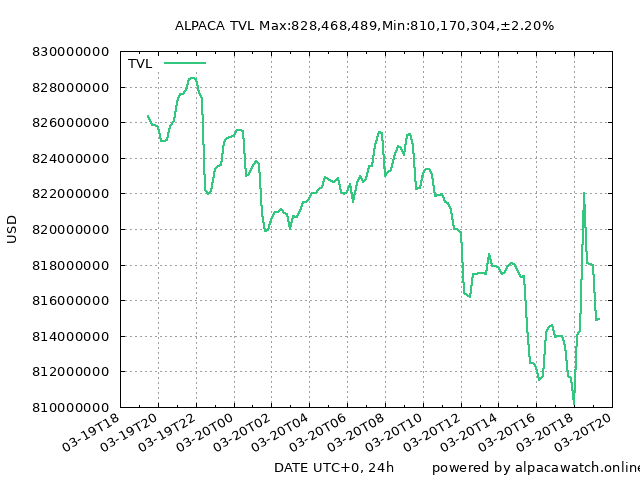 ALPACA TVL Max:828,468,489,Min:810,170,304,±2.20%
830000000
TVL
828000000
826000000
824000000
822000000
820000000
818000000
816000000
814000000
812000000
810000000
USD
03-19T18
03-19T20
03-19T22
03-20T00
03-20T02
03-20T04
03-20T06
03-20T08
03-20T10
03-20T12
03-20T14
03-20T16
03-20T18
03-20T20
DATE UTC+0, 24h
powered by alpacawatch.online